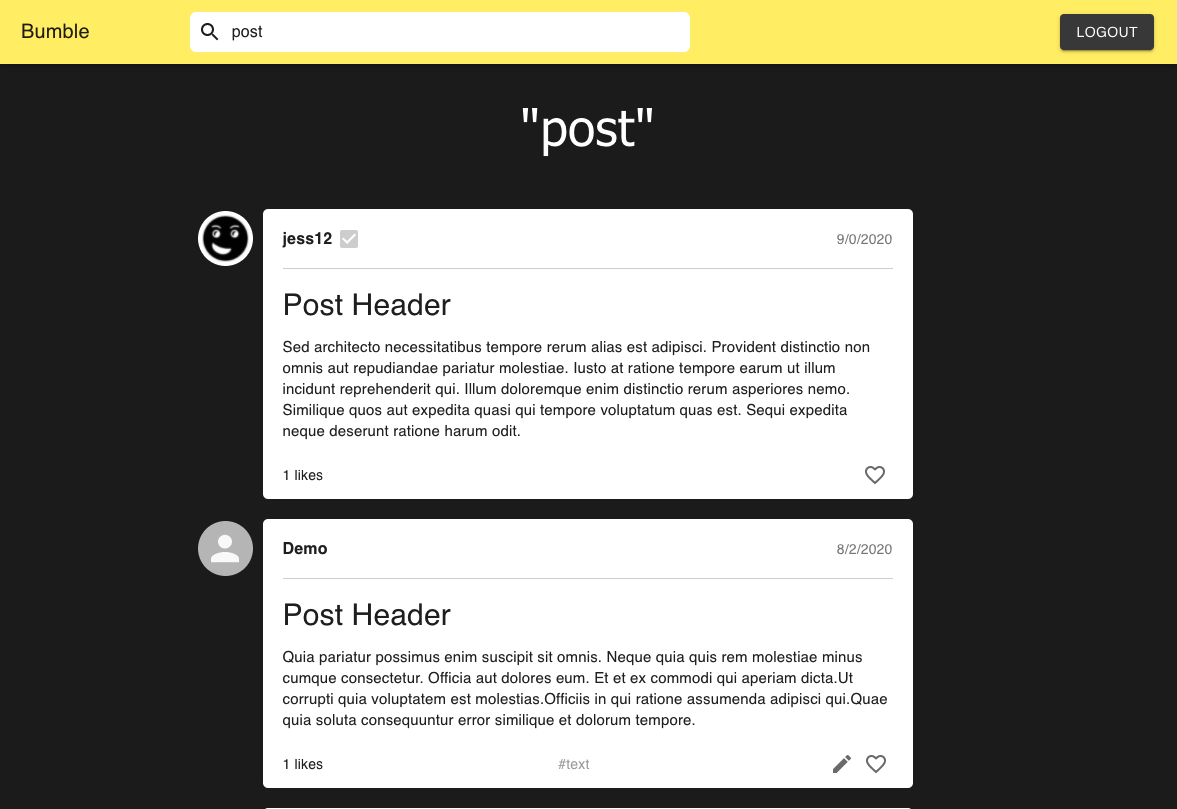 Bumble
post
LOGOUT
"post"
jess12
9/0/2020
Post Header
Sed architecto necessitatibus tempore rerum alias est adipisci. Provident distinctio non
omnis aut repudiandae pariatur molestiae. Iusto at ratione tempore earum ut illum
incidunt reprehenderit qui. Illum doloremque enim distinctio rerum asperiores nemo.
Similique quos aut expedita quasi qui tempore voluptatum quas est. Sequi expedita
neque deserunt ratione harum odit.
1 likes
Demo
8/2/2020
Post Header
Quia pariatur possimus enim suscipit sit omnis. Neque quia quis rem molestiae minus
cumque consectetur. Officia aut dolores eum. Et et ex commodi qui aperiam dicta.Ut
corrupti quia voluptatem est molestias.Officiis in qui ratione assumenda adipisci qui.Quae
quia soluta consequuntur error similique et dolorum tempore.
1 likes
#text